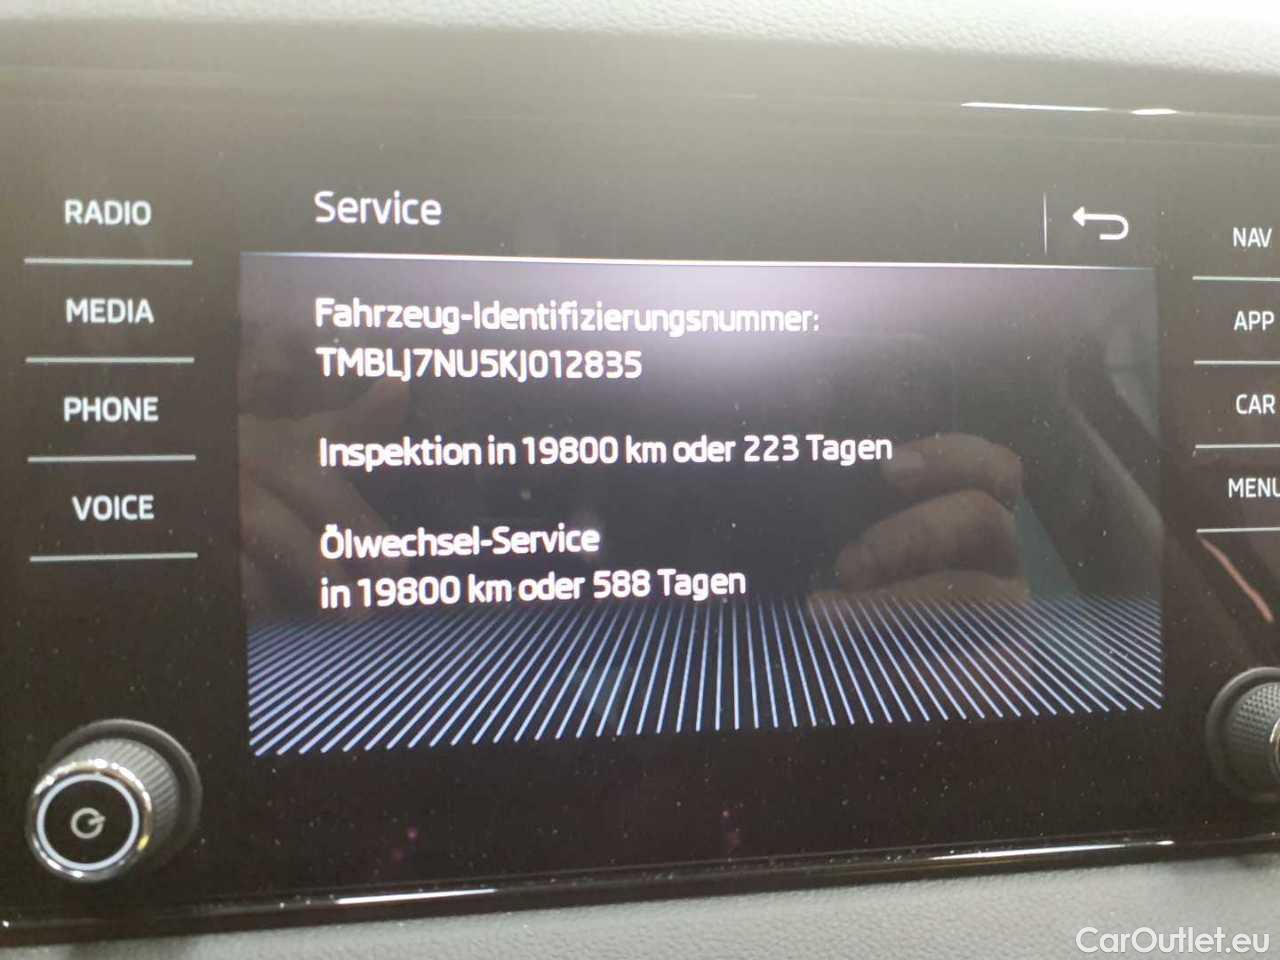 RADIO
MEDIA
PHONE
VOICE
Service
Fahrzeug-Identifizierungsnummer:
TMBLJ7NU5KJ012835
Inspektion in 19800 km oder 223 Tagen
Ölwechsel-Service
in 19800 km oder 588 Tagen
NAV
APP
CAR
MENU
CarOutlet.eu